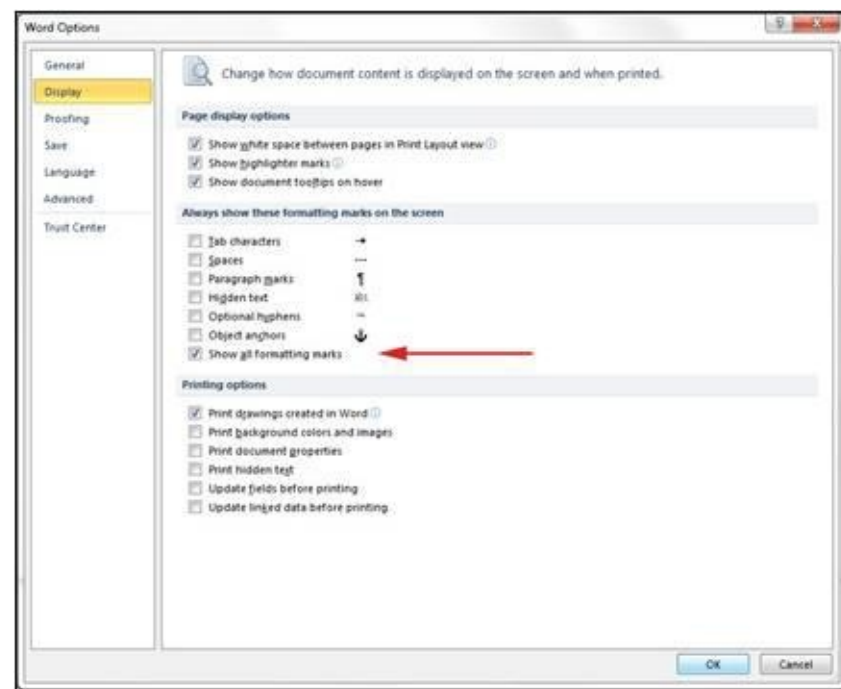 Word Options
General
Display
Proofing
Save
Language
Advanced
Trust Center
Change how document content is displayed on the screen and when printed.
Page display options
Show white space between pages in Print Layout view
Show highlighter marks
Show document tooltips on hover
Always show these formatting marks on the screen
Tab characters →
Spaces ···
Paragraph marks ¶
Hidden text abc
Optional hyphens ¬
Object anchors ⚓
Show all formatting marks
Printing options
Print drawings created in Word
Print background colors and images
Print document properties
Print hidden text
Update fields before printing
Update linked data before printing
OK Cancel